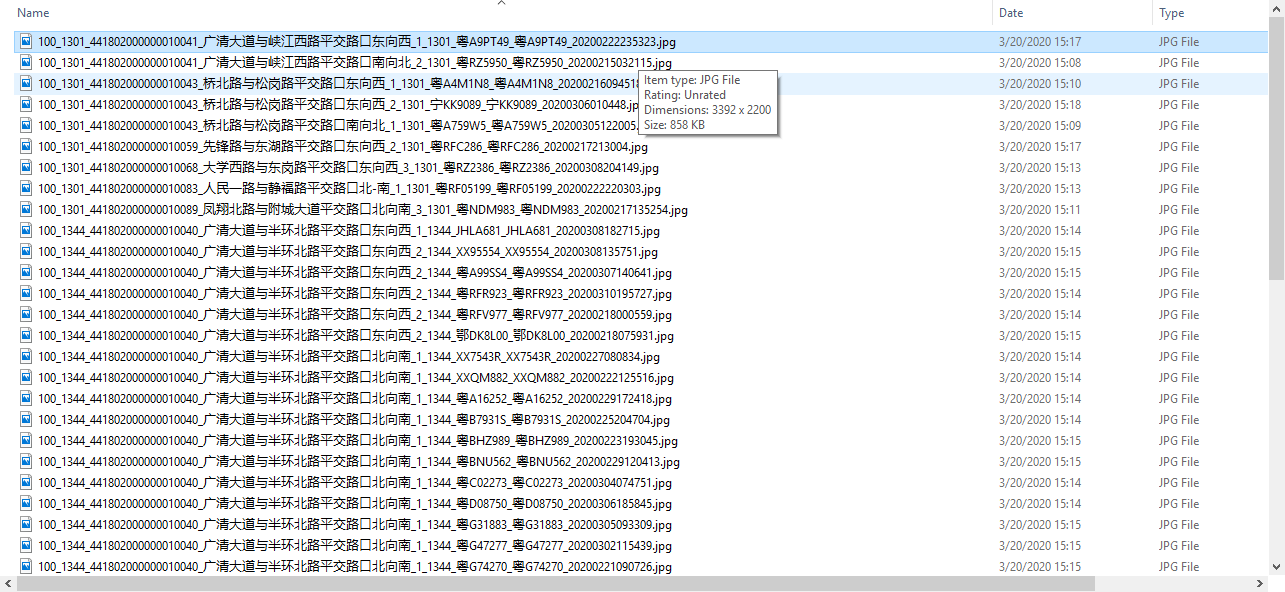 Name Date Type
100_1301_441802000000010041_广清大道与峡江西路平交路口东向西_1_1301_粤A9PT49_粤A9PT49_20200222235323.jpg 3/20/2020 15:17 JPG File
100_1301_441802000000010041_广清大道与峡江西路平交路口南向北_2_1301_粤RZ5950_粤RZ5950_20200215032115.jpg 3/20/2020 15:08 JPG File
100_1301_441802000000010043_桥北路与松岗路平交路口东向西_1_1301_粤A4M1N8_粤A4M1N8_2020021609451 3/20/2020 15:10 JPG File
100_1301_441802000000010043_桥北路与松岗路平交路口东向西_2_1301_宁KK9089_宁KK9089_20200306010448.jp 3/20/2020 15:18 JPG File
100_1301_441802000000010043_桥北路与松岗路平交路口南向北_1_1301_粤A759W5_粤A759W5_20200305122005. 3/20/2020 15:09 JPG File
Item type: JPG File
Rating: Unrated
Dimensions: 3392 x 2200
Size: 858 KB
100_1301_441802000000010059_先锋路与东湖路平交路口东向西_2_1301_粤RFC286_粤RFC286_20200217213004.jpg 3/20/2020 15:17 JPG File
100_1301_441802000000010068_大学西路与东岗路平交路口东向西_3_1301_粤RZ2386_粤RZ2386_20200308204149.jpg 3/20/2020 15:13 JPG File
100_1301_441802000000010083_人民一路与静福路平交路口北-南_1_1301_粤RF05199_粤RF05199_20200222220303.jpg 3/20/2020 15:13 JPG File
100_1301_441802000000010089_凤翔北路与附城大道平交路口北向南_3_1301_粤NDM983_粤NDM983_20200217135254.jpg 3/20/2020 15:11 JPG File
100_1344_441802000000010040_广清大道与半环北路平交路口东向西_1_1344_JHLA681_JHLA681_20200308182715.jpg 3/20/2020 15:14 JPG File
100_1344_441802000000010040_广清大道与半环北路平交路口东向西_2_1344_XX95554_XX95554_20200308135751.jpg 3/20/2020 15:15 JPG File
100_1344_441802000000010040_广清大道与半环北路平交路口东向西_2_1344_粤A99SS4_粤A99SS4_20200307140641.jpg 3/20/2020 15:15 JPG File
100_1344_441802000000010040_广清大道与半环北路平交路口东向西_2_1344_粤RFR923_粤RFR923_20200310195727.jpg 3/20/2020 15:14 JPG File
100_1344_441802000000010040_广清大道与半环北路平交路口东向西_2_1344_粤RFV977_粤RFV977_20200218000559.jpg 3/20/2020 15:14 JPG File
100_1344_441802000000010040_广清大道与半环北路平交路口东向西_2_1344_鄂DK8L00_鄂DK8L00_20200218075931.jpg 3/20/2020 15:15 JPG File
100_1344_441802000000010040_广清大道与半环北路平交路口北向南_1_1344_XX7543R_XX7543R_20200227080834.jpg 3/20/2020 15:14 JPG File
100_1344_441802000000010040_广清大道与半环北路平交路口北向南_1_1344_XXQM882_XXQM882_20200222125516.jpg 3/20/2020 15:14 JPG File
100_1344_441802000000010040_广清大道与半环北路平交路口北向南_1_1344_粤A16252_粤A16252_20200229172418.jpg 3/20/2020 15:14 JPG File
100_1344_441802000000010040_广清大道与半环北路平交路口北向南_1_1344_粤B7931S_粤B7931S_20200225204704.jpg 3/20/2020 15:14 JPG File
100_1344_441802000000010040_广清大道与半环北路平交路口北向南_1_1344_粤BHZ989_粤BHZ989_20200223193045.jpg 3/20/2020 15:15 JPG File
100_1344_441802000000010040_广清大道与半环北路平交路口北向南_1_1344_粤BNU562_粤BNU562_20200229120413.jpg 3/20/2020 15:15 JPG File
100_1344_441802000000010040_广清大道与半环北路平交路口北向南_1_1344_粤C02273_粤C02273_20200304074751.jpg 3/20/2020 15:14 JPG File
100_1344_441802000000010040_广清大道与半环北路平交路口北向南_1_1344_粤D08750_粤D08750_20200306185845.jpg 3/20/2020 15:14 JPG File
100_1344_441802000000010040_广清大道与半环北路平交路口北向南_1_1344_粤G31883_粤G31883_20200305093309.jpg 3/20/2020 15:15 JPG File
100_1344_441802000000010040_广清大道与半环北路平交路口北向南_1_1344_粤G47277_粤G47277_20200302115439.jpg 3/20/2020 15:15 JPG File
100_1344_441802000000010040_广清大道与半环北路平交路口北向南_1_1344_粤G74270_粤G74270_20200221090726.jpg 3/20/2020 15:15 JPG File